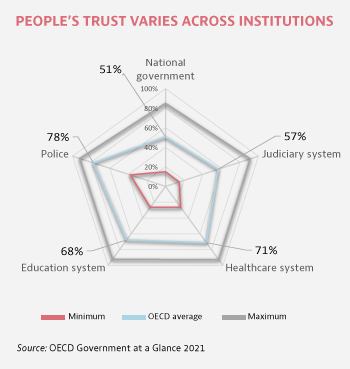 PEOPLE'S TRUST VARIES ACROSS INSTITUTIONS
National
government
51%
100%
80%
60%
40%
20%
0%
78%
Police
57%
Judiciary system
68%
Education system
71%
Healthcare system
Minimum
OECD average
Maximum
Source: OECD Government at a Glance 2021